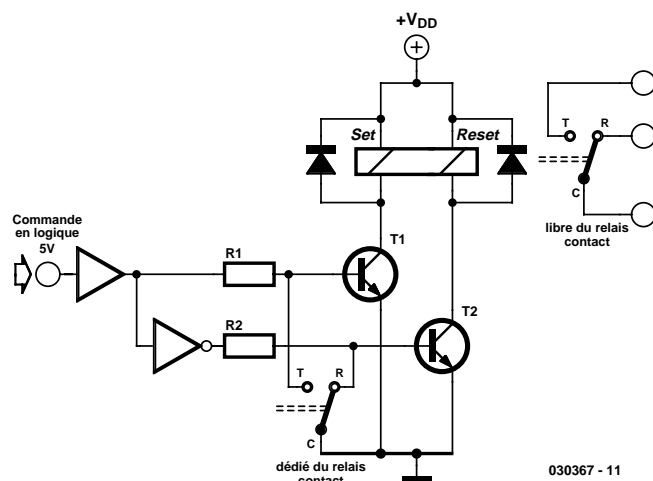 +VDD
Set
Reset
T
R
C
libre du relais
contact
Commande
en logique
5V
R1
T1
R2
T2
T
R
C
dédié du relais
contact
030367 - 11